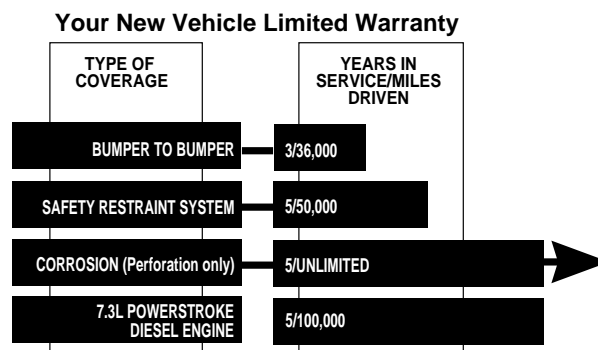 Your New Vehicle Limited Warranty
TYPE OF
COVERAGE
YEARS IN
SERVICE/MILES
DRIVEN
BUMPER TO BUMPER
3/36,000
SAFETY RESTRAINT SYSTEM
5/50,000
CORROSION (Perforation only)
5/UNLIMITED
7.3L POWERSTROKE
DIESEL ENGINE
5/100,000